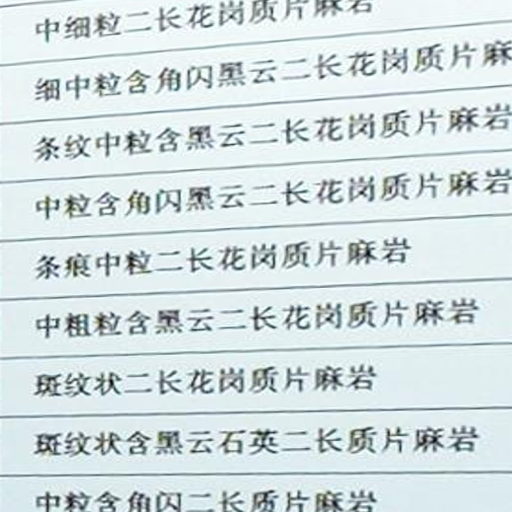 中细粒二长花岗质片麻岩
细中粒含角闪黑云二长花岗质片麻
条纹中粒含黑云二长花岗质片麻岩
中粒含角闪黑云二长花岗质片麻岩
条痕中粒二长花岗质片麻岩
中粗粒含黑云二长花岗质片麻岩
斑纹状二长花岗质片麻岩
斑纹状含黑云石英二长质片麻岩
中粒含角闪二长质片麻岩